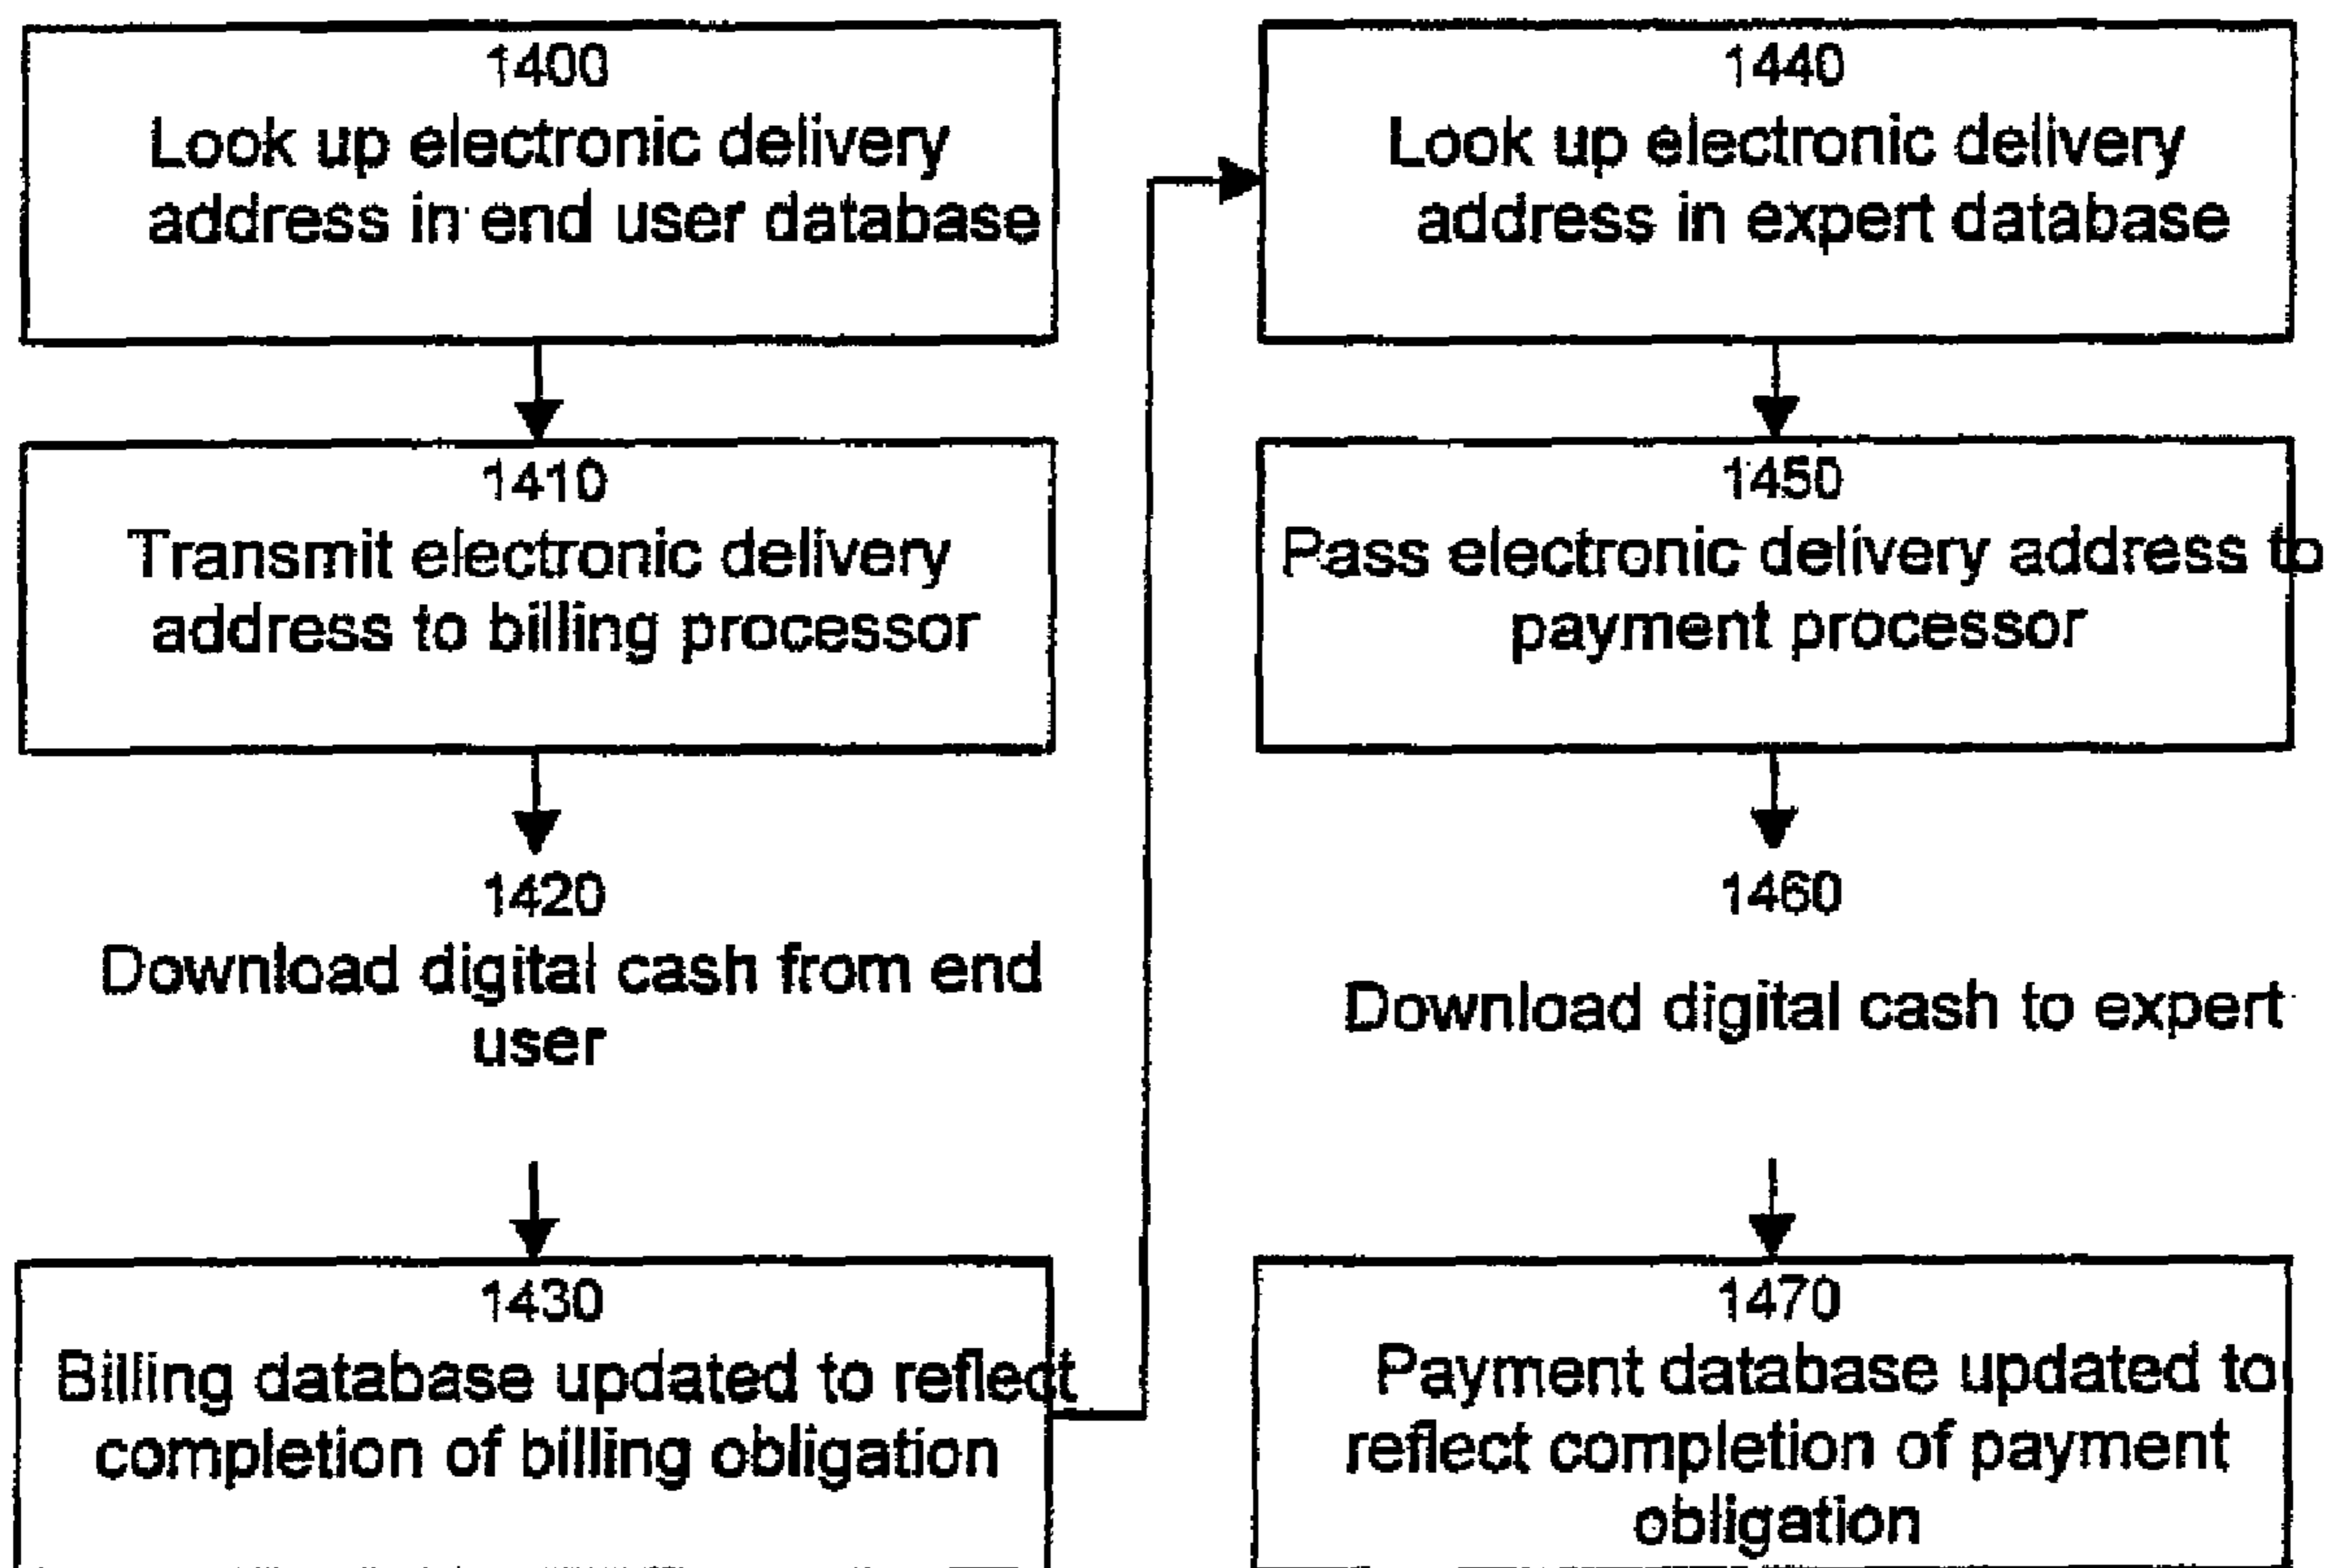 1400
Look up electronic delivery
address in end user database
1410
Transmit electronic delivery
address to billing processor
1420
Download digital cash from end
user
1430
Billing database updated to reflect
completion of billing obligation
1440
Look up electronic delivery
address in expert database
1450
Pass electronic delivery address to
payment processor
1460
Download digital cash to expert
1470
Payment database updated to
reflect completion of payment
obligation